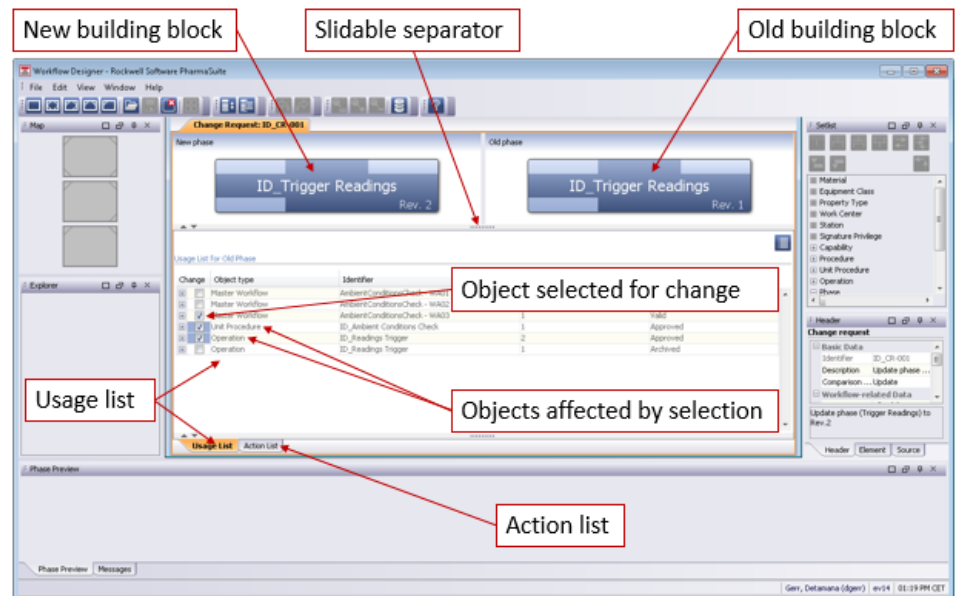 New building block
Slidable separator
Old building block
Workflow Designer - Rockwell Software PharmaSuite
File Edit View Window Help
Map
Change Request: ID_CR-001
Setlist
New phase
Old phase
ID_Trigger Readings
Rev. 2
ID_Trigger Readings
Rev. 1
Material
Equipment Class
Property Type
Work Center
Station
Signature Privilege
Capability
Procedure
Unit Procedure
Operation
Phase
Usage List for Old Phase
Explorer
Change Object type Identifier
Master Workflow AmbientConditionsCheck - WA01
Master Workflow AmbientConditionsCheck - WA02
Master Workflow AmbientConditionsCheck - WA03 1 Valid
Unit Procedure ID_Ambient Conditions Check 1 Approved
Operation ID_Readings Trigger 2 Approved
Operation ID_Readings Trigger 1 Archived
Object selected for change
Header
Change request
Basic Data
Identifier ID_CR-001
Description Update phase ...
Comparison ... Update
Workflow-related Data
Usage list
Objects affected by selection
Update phase (Trigger Readings) to
Rev.2
Usage List Action List
Header Element Source
Phase Preview
Action list
Phase Preview Messages
Gerr, Detamana (dgerr) ev04 01:19 PM CET